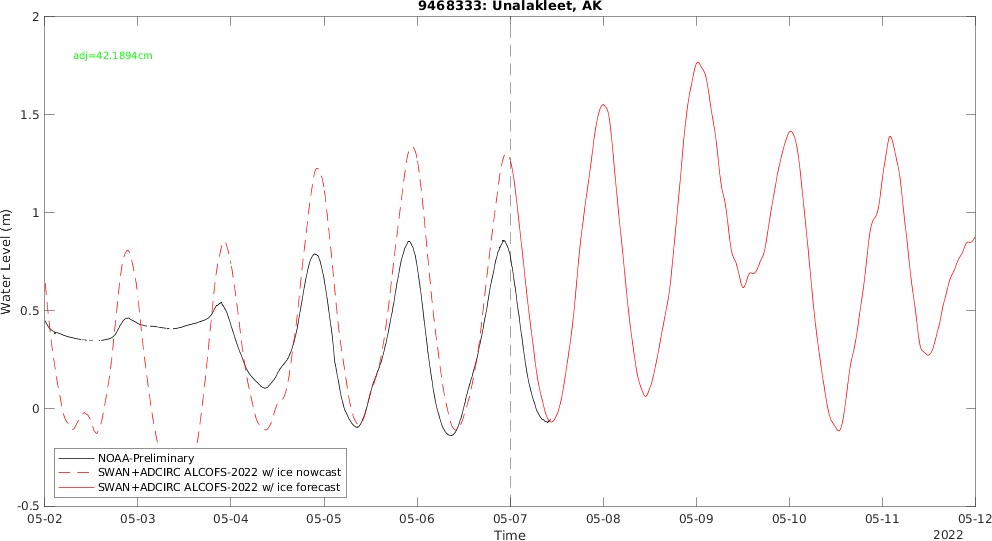 9468333: Unalakleet, AK
2
adj=42.1894cm
1.5
1
Water Level (m)
0.5
0
-0.5
NOAA-Preliminary
SWAN+ADCIRC ALCOFS-2022 w/ ice nowcast
SWAN+ADCIRC ALCOFS-2022 w/ ice forecast
05-02 05-03 05-04 05-05 05-06 05-07 05-08 05-09 05-10 05-11 05-12
Time
2022